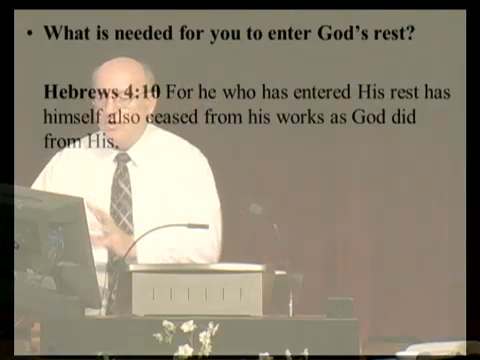 • What is needed for you to enter God's rest?
Hebrews 4:10 For he who has entered His rest has
himself also ceased from his works as God did
from His.